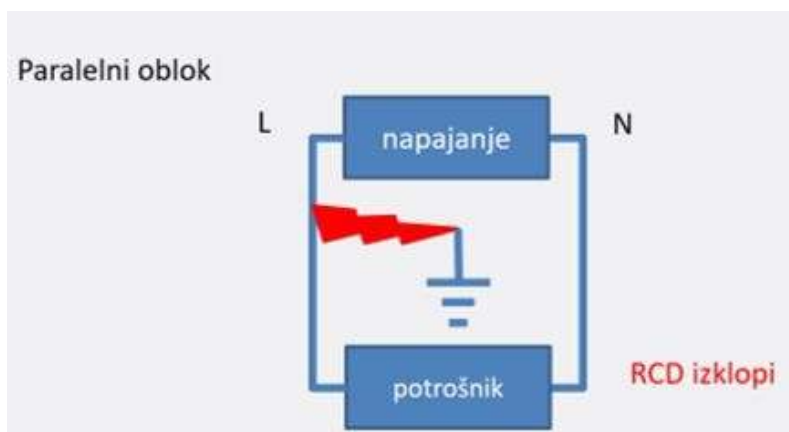 Paralelni oblok
L
napajanje
N
potrošnik
RCD izklopi